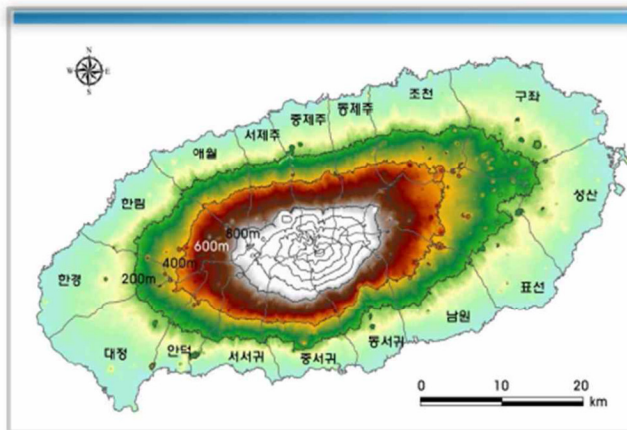 N
W E
S
조천
구좌
동제주
중제주
서제주
애월
성산
한림
800m
600m
400m
200m
한경
표선
남원
동서귀
중서귀
서서귀
안덕
대정
0 10 20
km